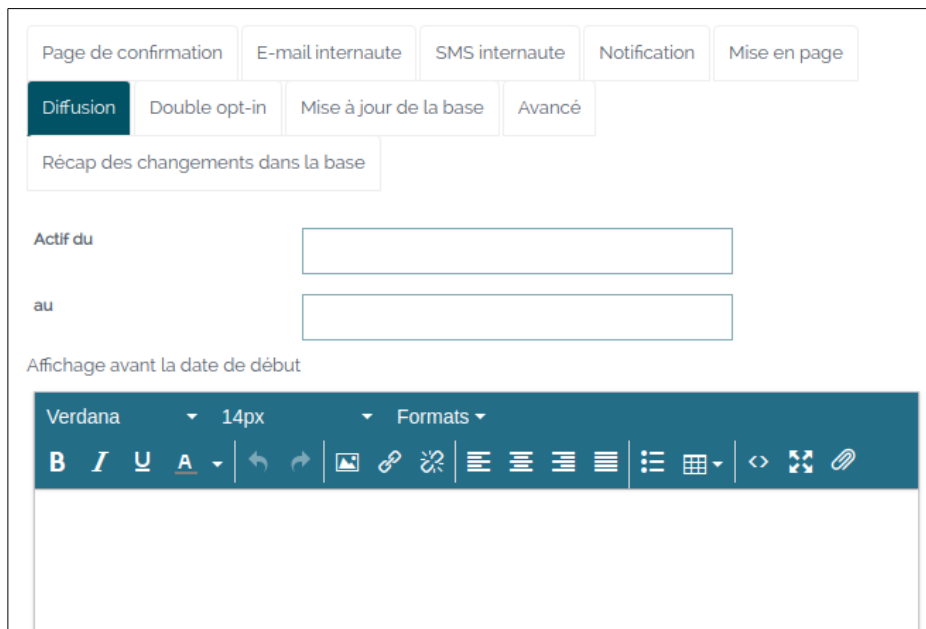 Page de confirmation E-mail internaute SMS internaute Notification Mise en page
Diffusion Double opt-in Mise à jour de la base Avancé
Récap des changements dans la base
Actif du
au
Affichage avant la date de début
Verdana 14px Formats
B I U A